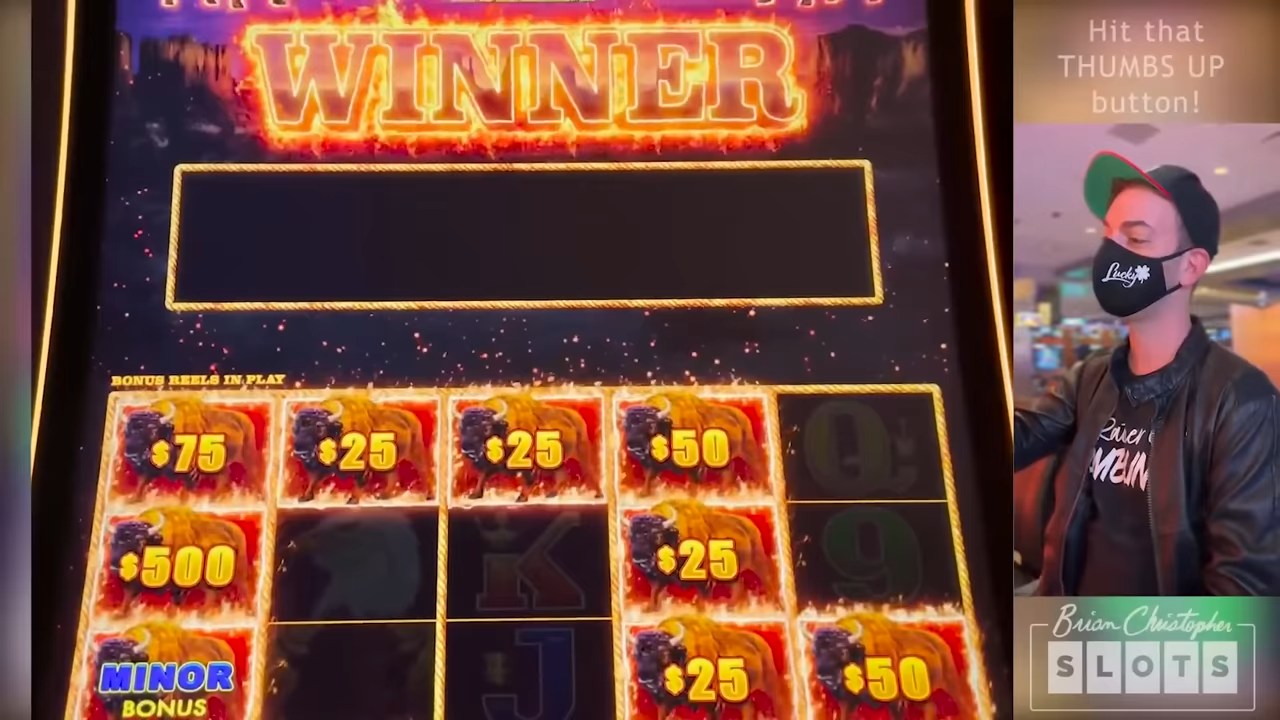 WINNER
Hit that
THUMBS UP
button!
Lucky
BONUS REELS IN PLAY
$75
$25
$25
$50
Q
$500
K
$25
9
MINOR
BONUS
J
$25
$50
Brian Christopher
SLOTS